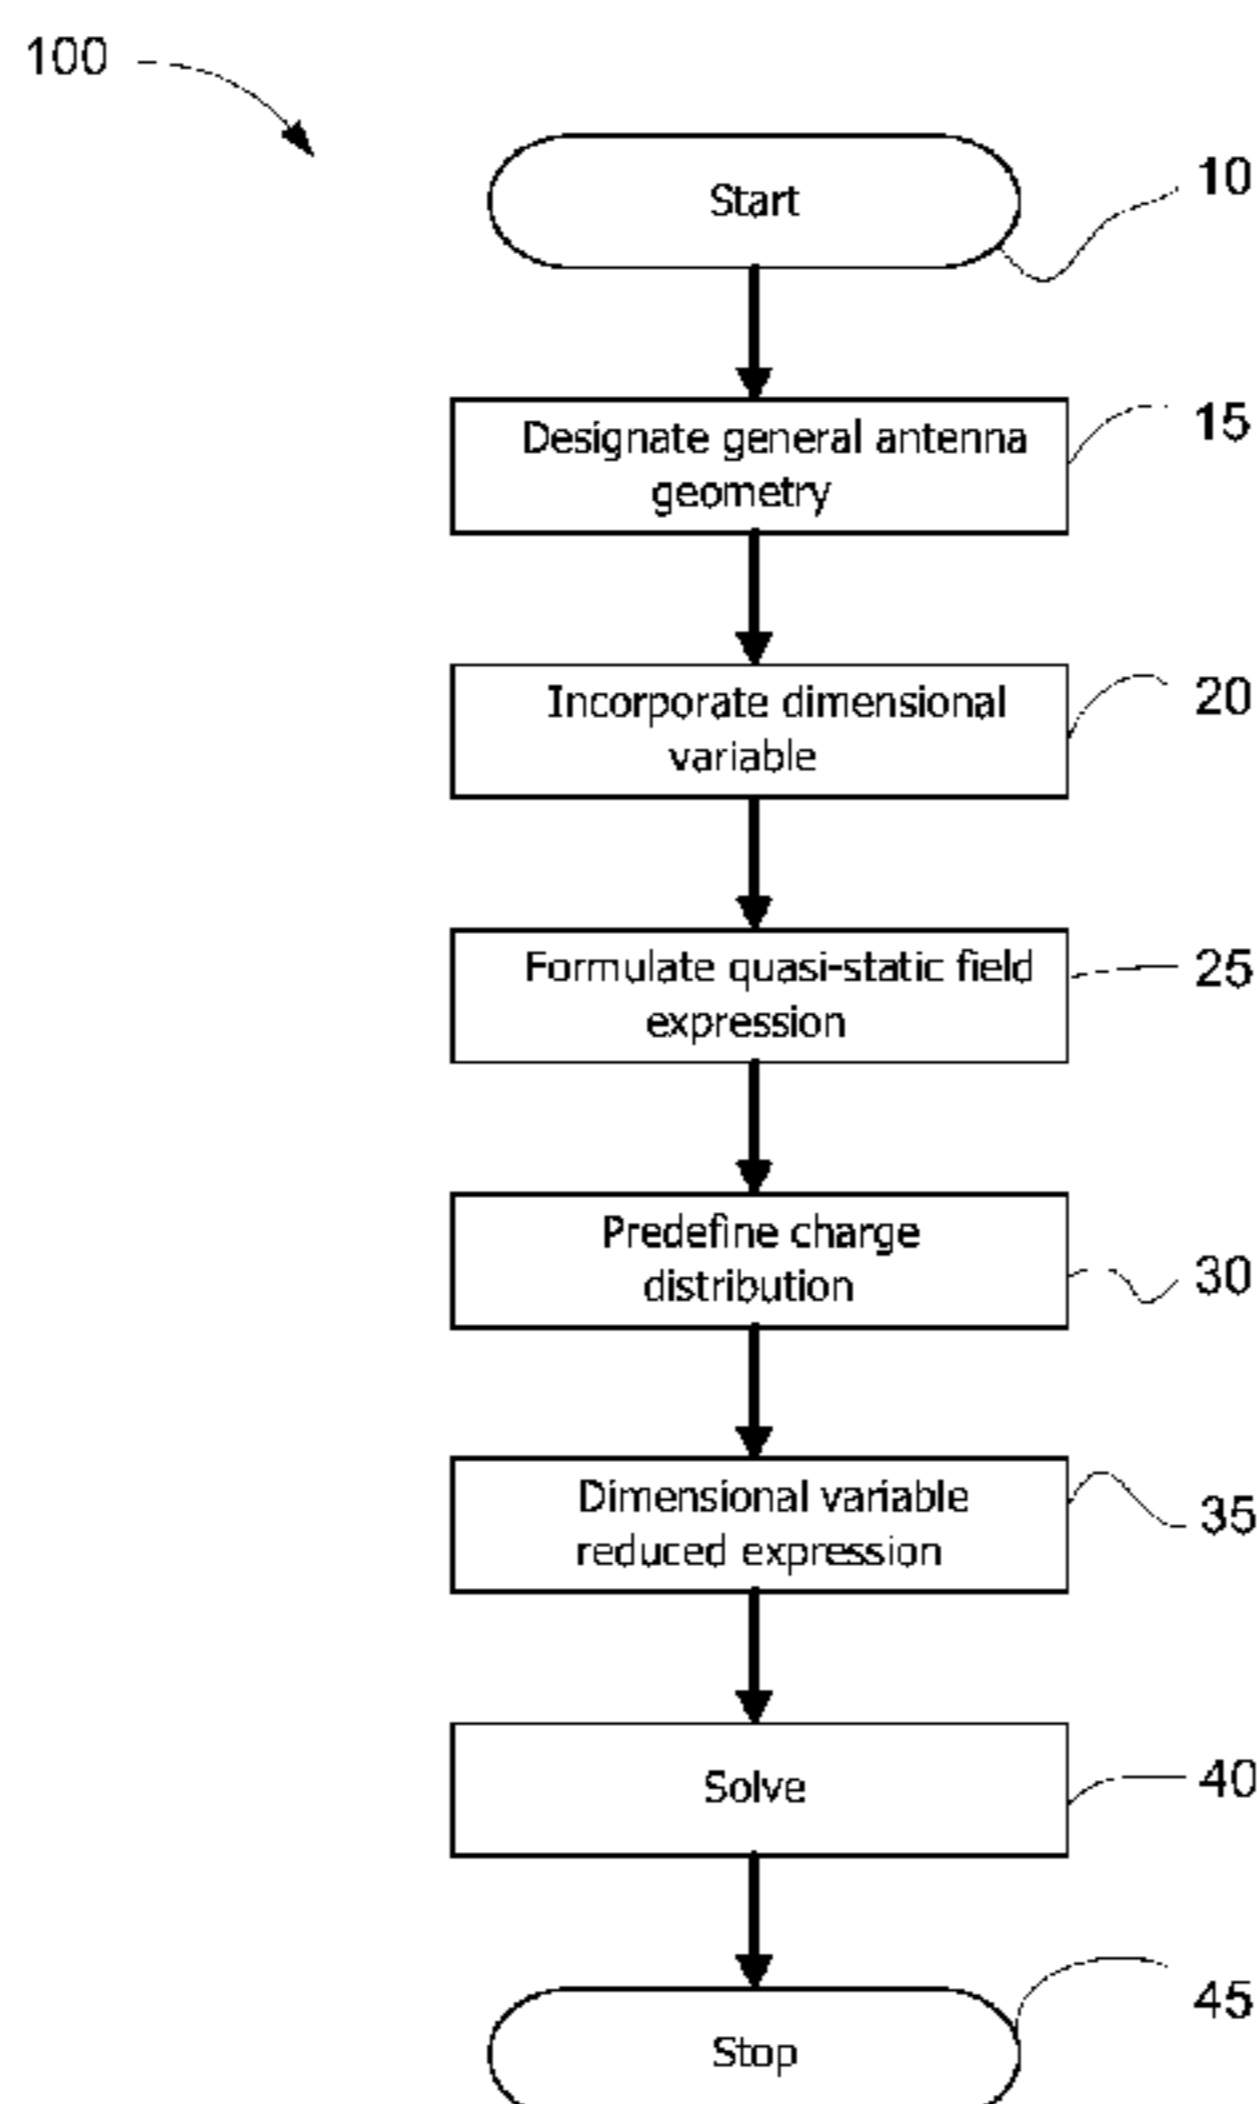 100
Start
10
Designate general antenna
geometry
15
Incorporate dimensional
variable
20
Formulate quasi-static field
expression
25
Predefine charge
distribution
30
Dimensional variable
reduced expression
35
Solve
40
Stop
45